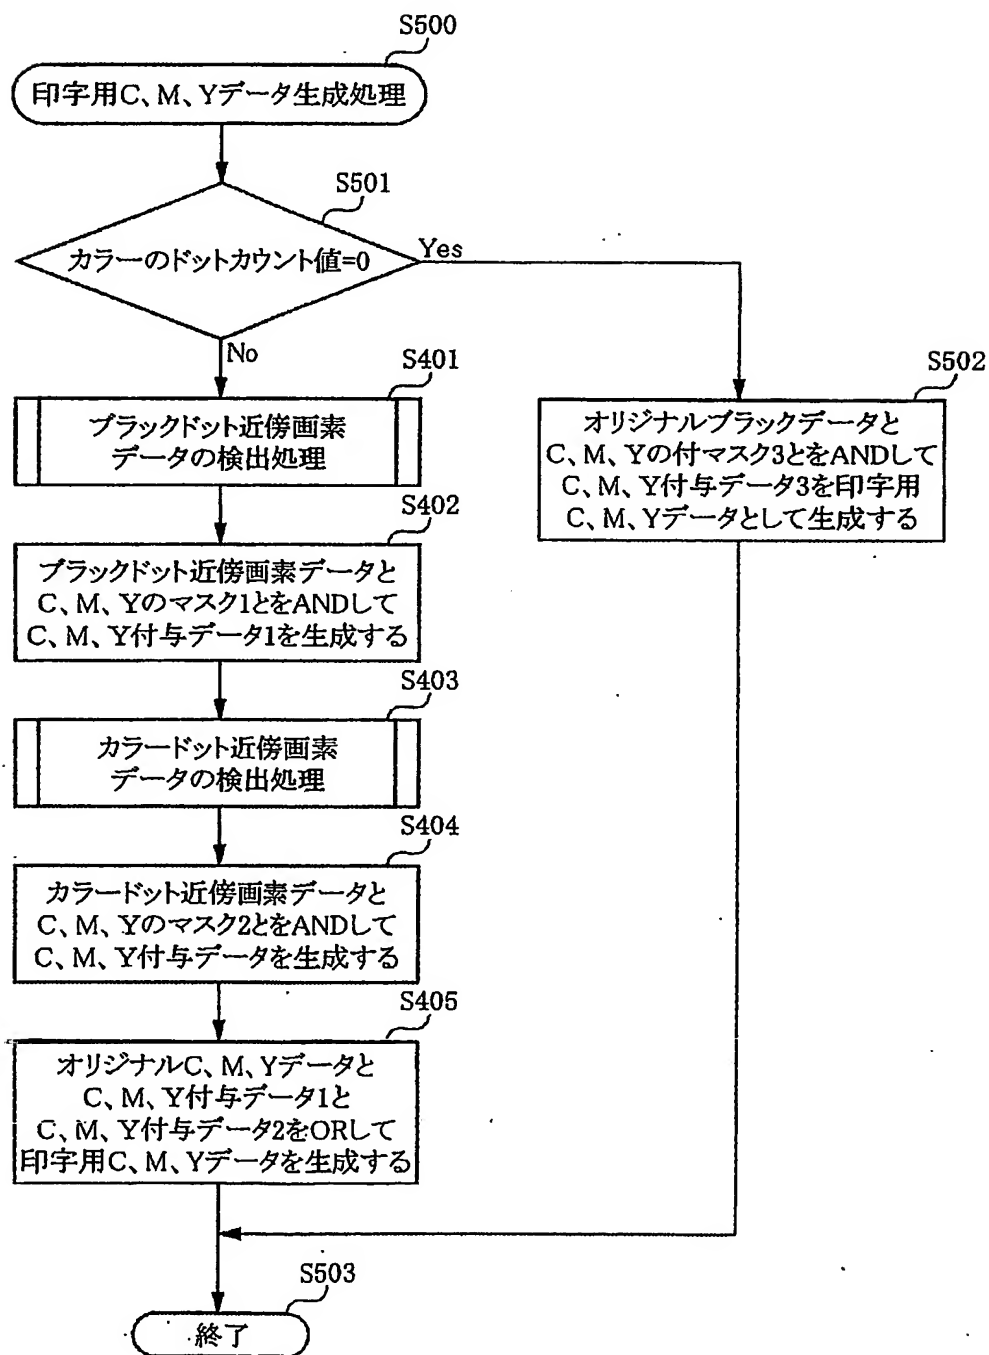 S500
印字用C、M、Yデータ生成処理
S501
カラーのドットカウント値=0
Yes
No
S401
ブラックドット近傍画素
データの検出処理
S502
オリジナルブラックデータと
C、M、Yの付マスク3とをANDして
C、M、Y付与データ3を印字用
C、M、Yデータとして生成する
S402
ブラックドット近傍画素データと
C、M、Yのマスク1とをANDして
C、M、Y付与データ1を生成する
S403
カラードット近傍画素
データの検出処理
S404
カラードット近傍画素データと
C、M、Yのマスク2とをANDして
C、M、Y付与データを生成する
S405
オリジナルC、M、Yデータと
C、M、Y付与データ1と
C、M、Y付与データ2をORして
印字用C、M、Yデータを生成する
S503
終了